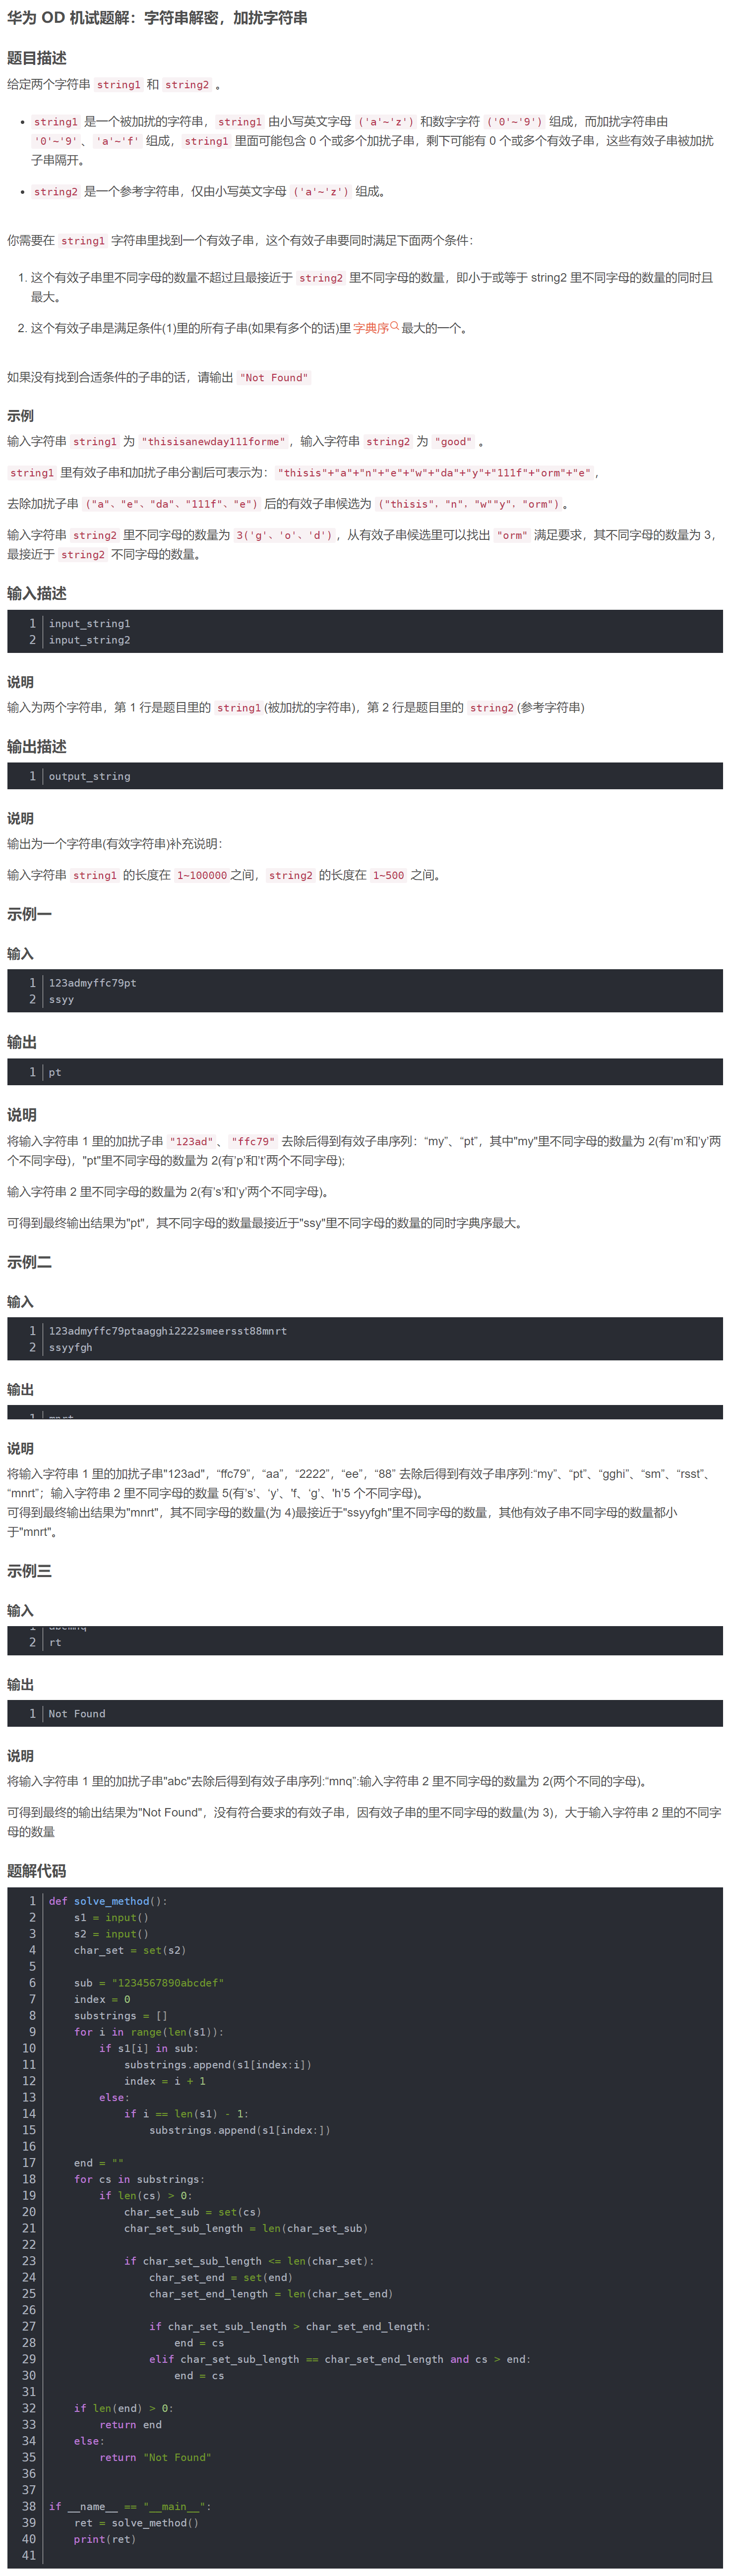 华为 OD 机试题解：字符串解密，加扰字符串
题目描述
给定两个字符串 string1 和 string2 。
• string1 是一个被加扰的字符串，string1 由小写英文字母 ('a'~'z') 和数字字符 ('0'~'9') 组成，而加扰字符串由
'0'~'9' 、'a'~'f' 组成，string1 里面可能包含 0 个或多个加扰子串，剩下可能有 0 个或多个有效子串，这些有效子串被加扰
子串隔开。
• string2 是一个参考字符串，仅由小写英文字母 ('a'~'z') 组成。
你需要在 string1 字符串里找到一个有效子串，这个有效子串要同时满足下面两个条件：
1. 这个有效子串里不同字母的数量不超过且最接近于 string2 里不同字母的数量，即小于或等于 string2 里不同字母的数量的同时且
最大。
2. 这个有效子串是满足条件(1)里的所有子串(如果有多个的话)里字典序最大的一个。
如果没有找到合适条件的子串的话，请输出 "Not Found"
示例
输入字符串 string1 为 "thisisanewday111forme"，输入字符串 string2 为 "good" 。
string1 里有效子串和加扰子串分割后可表示为："thisis"+"a"+"n"+"e"+"w"+"da"+"y"+"111f"+"orm"+"e"，
去除加扰子串 ("a"、"e"、"da"、"111f"、"e") 后的有效子串候选为 ("thisis"，"n"，"w""y"，"orm")。
输入字符串 string2 里不同字母的数量为 3('g'、'o'、'd')，从有效子串候选里可以找出 "orm" 满足要求，其不同字母的数量为 3，
最接近于 string2 不同字母的数量。
输入描述
1 input_string1
2 input_string2
说明
输入为两个字符串，第 1 行是题目里的 string1(被加扰的字符串)，第 2 行是题目里的 string2(参考字符串)
输出描述
1 output_string
说明
输出为一个字符串(有效字符串)补充说明：
输入字符串 string1 的长度在 1~100000之间，string2 的长度在 1~500 之间。
示例一
输入
1 123admyffc79pt
2 ssyy
输出
1 pt
说明
将输入字符串 1 里的加扰子串 "123ad"、"ffc79" 去除后得到有效子串序列：“my”、“pt”，其中"my"里不同字母的数量为 2(有'm'和'y'两
个不同字母)，"pt"里不同字母的数量为 2(有'p'和't'两个不同字母);
输入字符串 2 里不同字母的数量为 2(有's'和'y'两个不同字母)。
可得到最终输出结果为"pt"，其不同字母的数量最接近于"ssy"里不同字母的数量的同时字典序最大。
示例二
输入
1 123admyffc79ptaagghi2222smeersst88mnrt
2 ssyyfgh
输出
1 mnrt
说明
将输入字符串 1 里的加扰子串"123ad"，“ffc79”，“aa”，“2222”，“ee”，“88” 去除后得到有效子串序列:“my”、“pt”、“gghi”、“sm”、“rsst”、
“mnrt”；输入字符串 2 里不同字母的数量 5(有's'、'y'、'f、'g'、'h'5 个不同字母)。
可得到最终输出结果为"mnrt"，其不同字母的数量(为 4)最接近于"ssyyfgh"里不同字母的数量，其他有效子串不同字母的数量都小
于"mnrt"。
示例三
输入
1 abcmnq
2 rt
输出
1 Not Found
说明
将输入字符串 1 里的加扰子串"abc"去除后得到有效子串序列:“mnq”:输入字符串 2 里不同字母的数量为 2(两个不同的字母)。
可得到最终的输出结果为"Not Found"，没有符合要求的有效子串，因有效子串的里不同字母的数量(为 3)，大于输入字符串 2 里的不同字
母的数量
题解代码
1 def solve_method():
2     s1 = input()
3     s2 = input()
4     char_set = set(s2)
5
6     sub = "1234567890abcdef"
7     index = 0
8     substrings = []
9     for i in range(len(s1)):
10         if s1[i] in sub:
11             substrings.append(s1[index:i])
12             index = i + 1
13         else:
14             if i == len(s1) - 1:
15                 substrings.append(s1[index:])
16
17     end = ""
18     for cs in substrings:
19         if len(cs) > 0:
20             char_set_sub = set(cs)
21             char_set_sub_length = len(char_set_sub)
22
23             if char_set_sub_length <= len(char_set):
24                 char_set_end = set(end)
25                 char_set_end_length = len(char_set_end)
26
27                 if char_set_sub_length > char_set_end_length:
28                     end = cs
29                 elif char_set_sub_length == char_set_end_length and cs > end:
30                     end = cs
31
32     if len(end) > 0:
33         return end
34     else:
35         return "Not Found"
36
37
38 if __name__ == "__main__":
39     ret = solve_method()
40     print(ret)
41